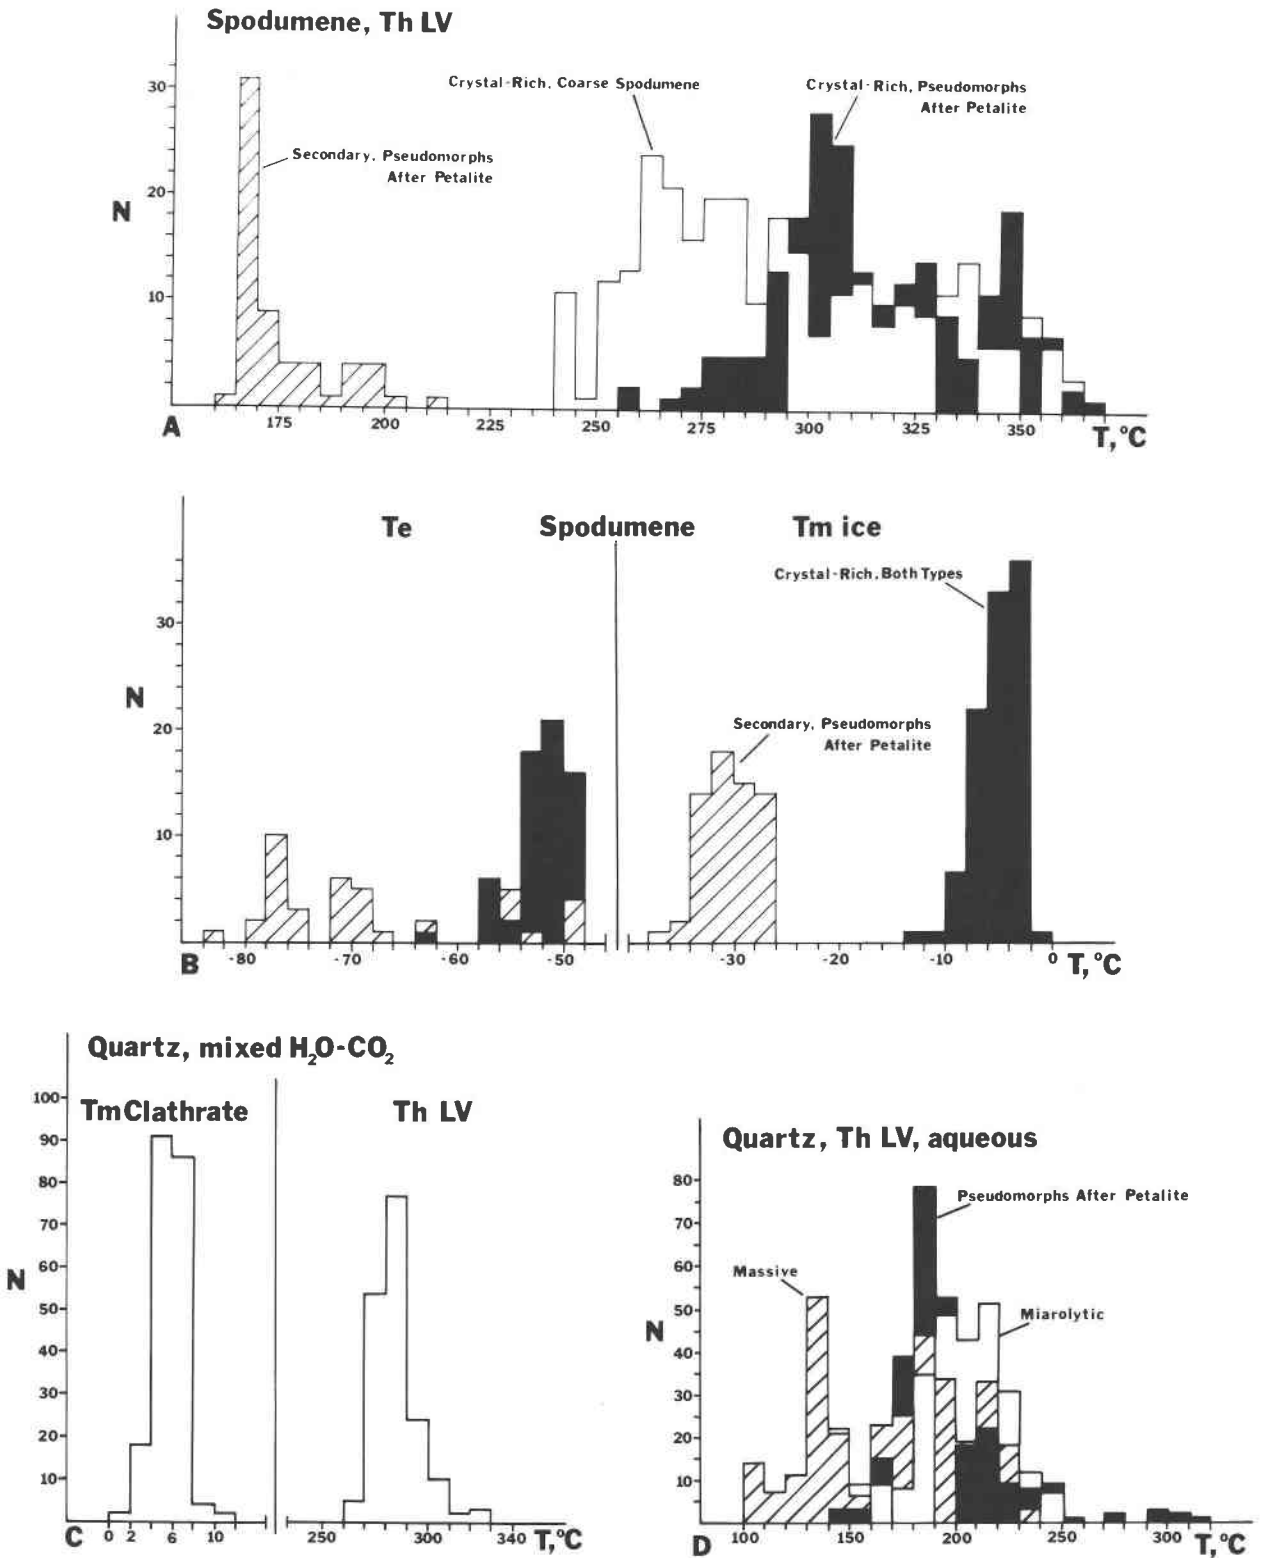 Spodumene, Th LV
Crystal-Rich, Coarse Spodumene
Crystal-Rich, Pseudomorphs
After Petalite
Secondary, Pseudomorphs
After Petalite
N
30
20
10
175 200 225 250 275 300 325 350
A
T,°C
Te
Spodumene
Tm ice
Crystal-Rich, Both Types
Secondary, Pseudomorphs
After Petalite
N
30
20
10
-80 -70 -60 -50 -30 -20 -10 0
B
T,°C
Quartz, mixed H₂O-CO₂
Tm Clathrate
Th LV
N
100
90
80
70
60
50
40
30
20
10
C
0 2 6 10 250 300 340 T,°C
Quartz, Th LV, aqueous
Pseudomorphs After Petalite
Massive
Miarolytic
N
80
70
60
50
40
30
20
10
100 150 200 250 300
D
T,°C